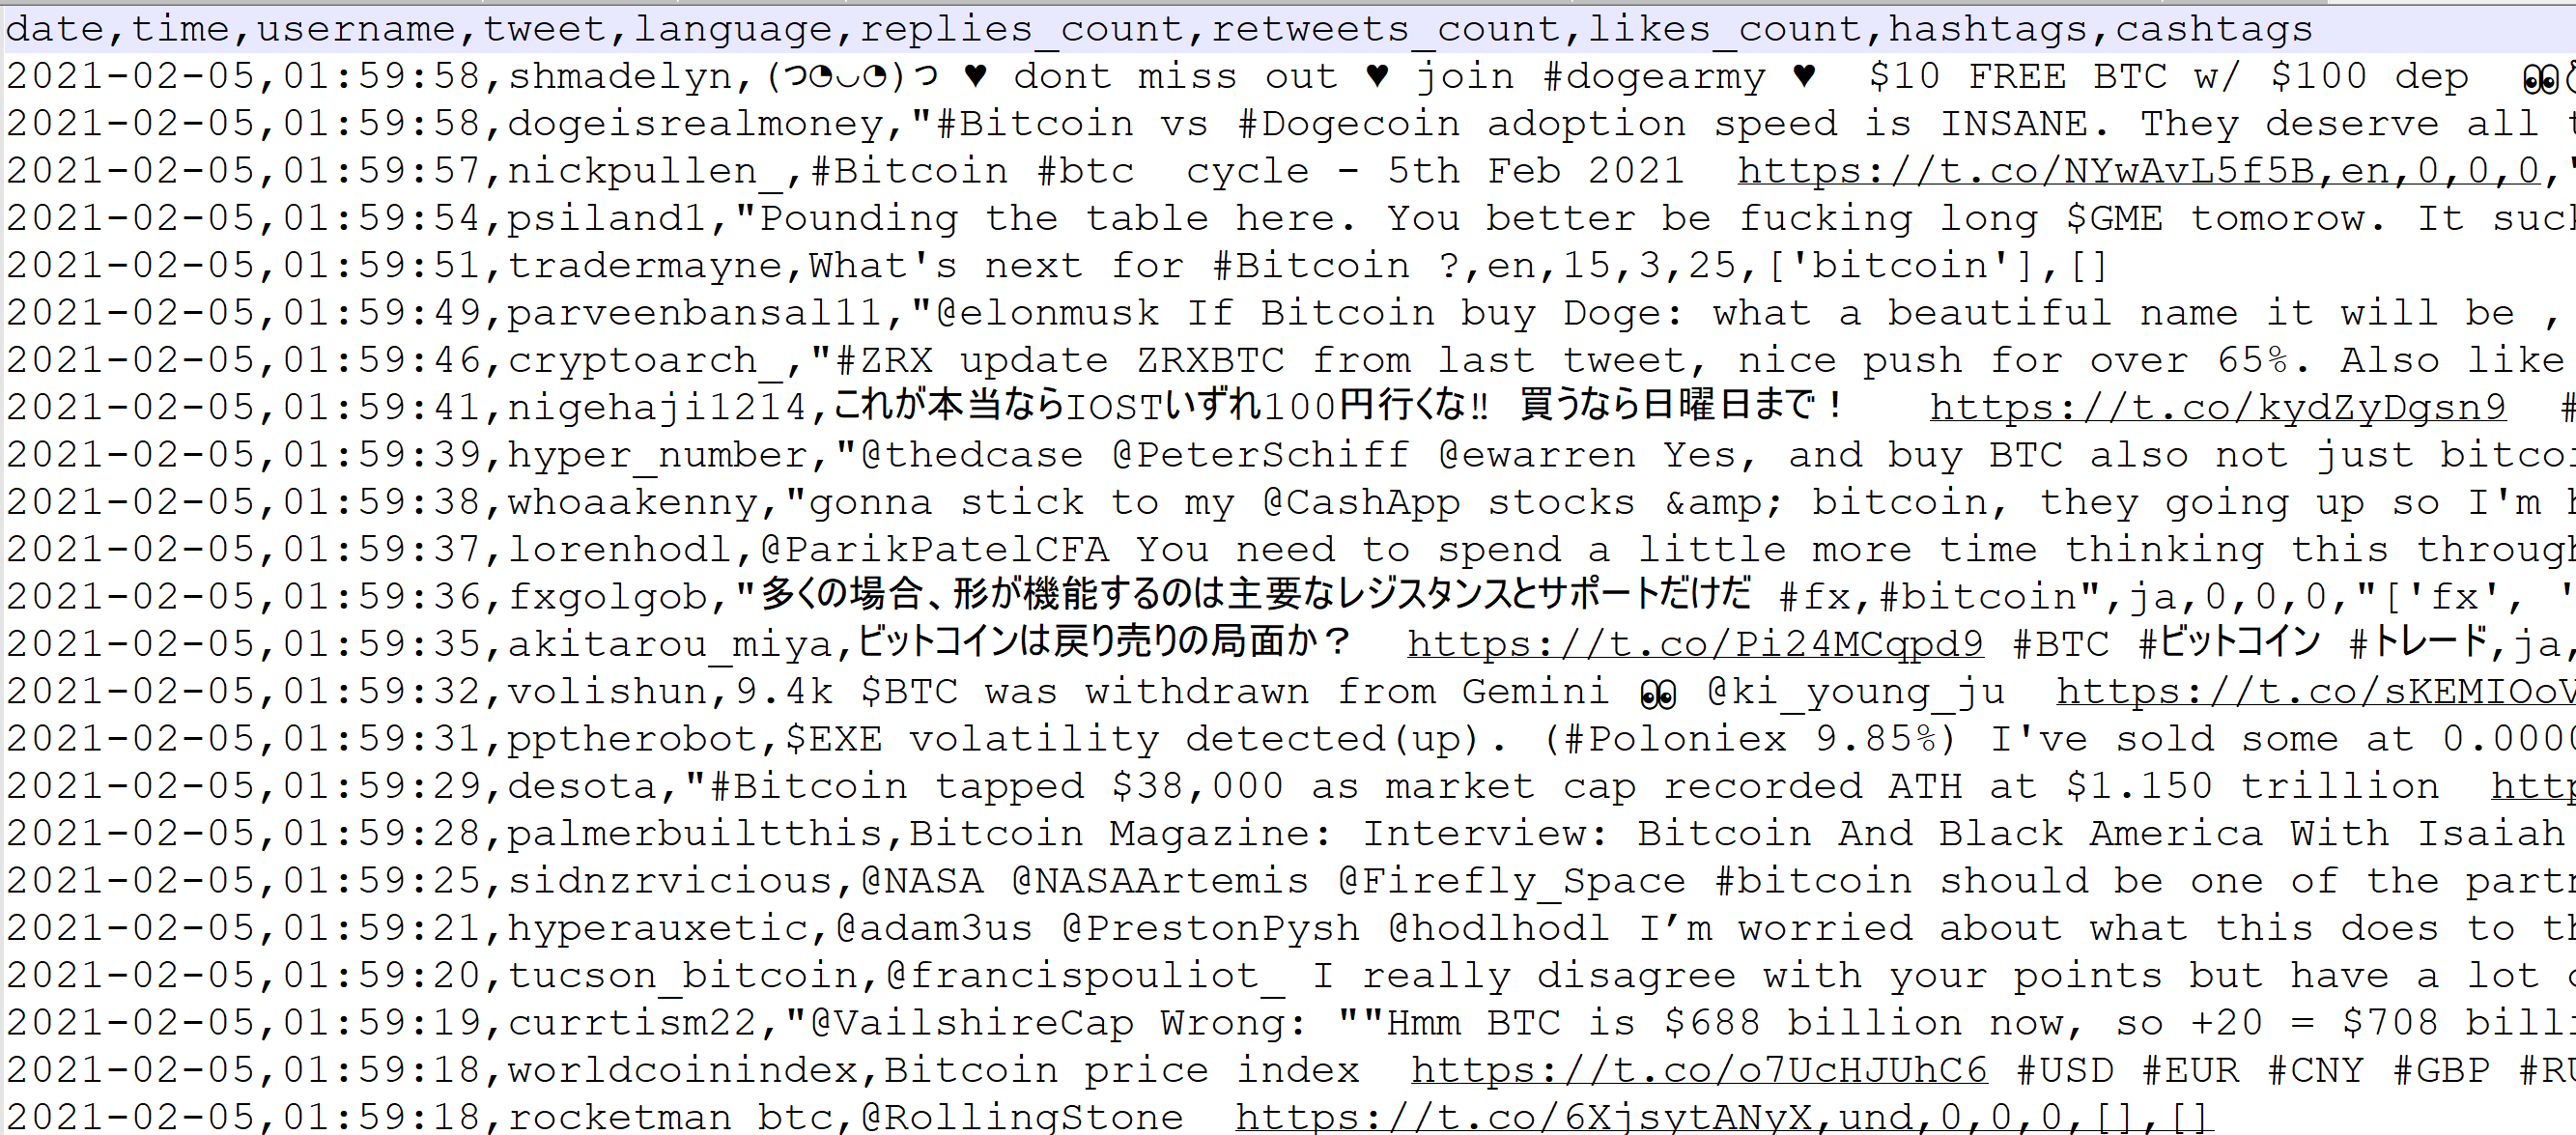 date,time,username,tweet,language,replies_count,retweets_count,likes_count,hashtags,cashtags
2021-02-05,01:59:58,shmadelyn,(つ◔◡◔)つ ♥ dont miss out ♥ join #dogearmy ♥  $10 FREE BTC w/ $100 dep  👀
2021-02-05,01:59:58,dogeisrealmoney,"#Bitcoin vs #Dogecoin adoption speed is INSANE. They deserve all
2021-02-05,01:59:57,nickpullen_,#Bitcoin #btc  cycle - 5th Feb 2021  https://t.co/NYwAvL5f5B,en,0,0,0,"
2021-02-05,01:59:54,psiland1,"Pounding the table here. You better be fucking long $GME tomorow. It
2021-02-05,01:59:51,tradermayne,What's next for #Bitcoin ?,en,15,3,25,['bitcoin'],[]
2021-02-05,01:59:49,parveenbansal11,"@elonmusk If Bitcoin buy Doge: what a beautiful name it will be ,
2021-02-05,01:59:46,cryptoarch_,"#ZRX update ZRXBTC from last tweet, nice push for over 65%. Also like
2021-02-05,01:59:41,nigehaji1214,これが本当ならIOSTいずれ100円行くな‼ 買うなら日曜日まで！  https://t.co/kydZyDgsn9  #
2021-02-05,01:59:39,hyper_number,"@thedcase @PeterSchiff @ewarren Yes, and buy BTC also not just
2021-02-05,01:59:38,whoaakenny,"gonna stick to my @CashApp stocks &amp; bitcoin, they going up so I'm
2021-02-05,01:59:37,lorenhodl,@ParikPatelCFA You need to spend a little more time thinking this through
2021-02-05,01:59:36,fxgolgob,"多くの場合、形が機能するのは主要なレジスタンスとサポートだけだ #fx,#bitcoin",ja,0,0,0,"['fx', '
2021-02-05,01:59:35,akitarou_miya,ビットコインは戻り売りの局面か？  https://t.co/Pi24MCqpd9 #BTC #ビットコイン #トレード,ja,
2021-02-05,01:59:32,volishun,9.4k $BTC was withdrawn from Gemini 👀 @ki_young_ju  https://t.co/sKEMIOoV
2021-02-05,01:59:31,pptherobot,$EXE volatility detected(up). (#Poloniex 9.85%) I've sold some at 0.0000
2021-02-05,01:59:29,desota,"#Bitcoin tapped $38,000 as market cap recorded ATH at $1.150 trillion  http
2021-02-05,01:59:28,palmerbuiltthis,Bitcoin Magazine: Interview: Bitcoin And Black America With Isaiah
2021-02-05,01:59:25,sidnzrvicious,@NASA @NASAArtemis @Firefly_Space #bitcoin should be one of the
2021-02-05,01:59:21,hyperauxetic,@adam3us @PrestonPysh @hodlhodl I’m worried about what this does to
2021-02-05,01:59:20,tucson_bitcoin,@francispouliot_ I really disagree with your points but have a lot
2021-02-05,01:59:19,currtism22,"@VailshireCap Wrong: ""Hmm BTC is $688 billion now, so +20 = $708
2021-02-05,01:59:18,worldcoinindex,Bitcoin price index  https://t.co/o7UcHJUhC6 #USD #EUR #CNY #GBP
2021-02-05,01:59:18,rocketman_btc,@RollingStone  https://t.co/6XjsytANyX,und,0,0,0,[],[]